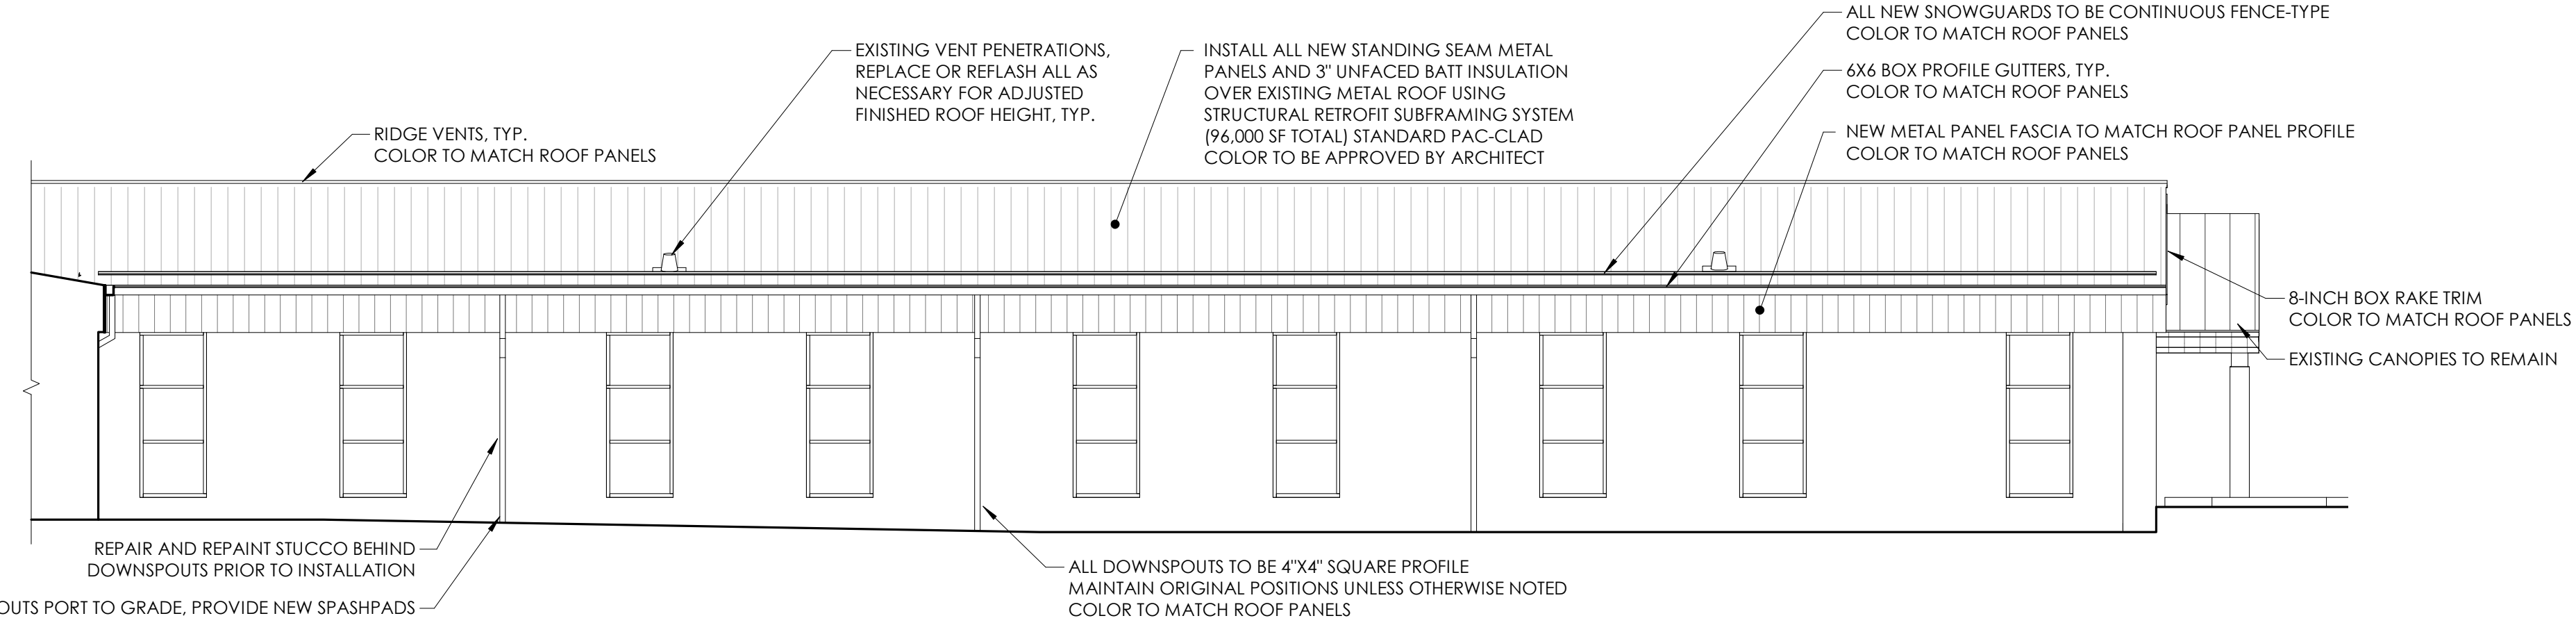 ALL NEW SNOWGUARDS TO BE CONTINUOUS FENCE-TYPE
COLOR TO MATCH ROOF PANELS
EXISTING VENT PENETRATIONS,
REPLACE OR REFLASH ALL AS
NECESSARY FOR ADJUSTED
FINISHED ROOF HEIGHT, TYP.
INSTALL ALL NEW STANDING SEAM METAL
PANELS AND 3" UNFACED BATT INSULATION
OVER EXISTING METAL ROOF USING
STRUCTURAL RETROFIT SUBFRAMING SYSTEM
(96,000 SF TOTAL) STANDARD PAC-CLAD
COLOR TO BE APPROVED BY ARCHITECT
6X6 BOX PROFILE GUTTERS, TYP.
COLOR TO MATCH ROOF PANELS
RIDGE VENTS, TYP.
COLOR TO MATCH ROOF PANELS
NEW METAL PANEL FASCIA TO MATCH ROOF PANEL PROFILE
COLOR TO MATCH ROOF PANELS
8-INCH BOX RAKE TRIM
COLOR TO MATCH ROOF PANELS
EXISTING CANOPIES TO REMAIN
REPAIR AND REPAINT STUCCO BEHIND
DOWNSPOUTS PRIOR TO INSTALLATION
OUTS PORT TO GRADE, PROVIDE NEW SPASHPADS
ALL DOWNSPOUTS TO BE 4"X4" SQUARE PROFILE
MAINTAIN ORIGINAL POSITIONS UNLESS OTHERWISE NOTED
COLOR TO MATCH ROOF PANELS